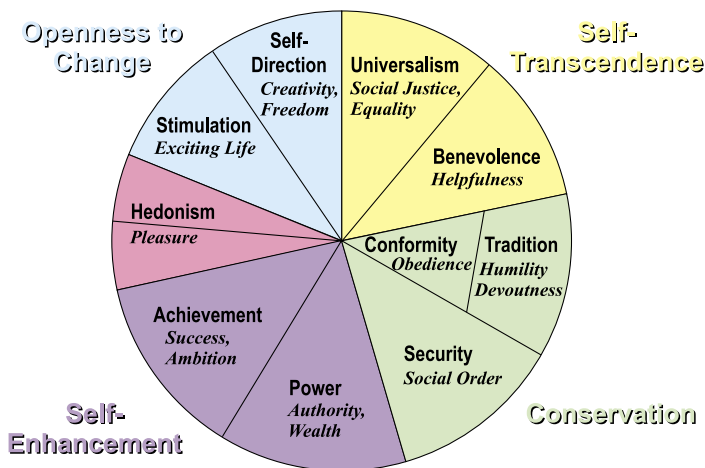 Openness to
Change
Self-
Transcendence
Self-
Direction
Creativity,
Freedom
Universalism
Social Justice,
Equality
Stimulation
Exciting Life
Benevolence
Helpfulness
Hedonism
Pleasure
Conformity
Obedience
Tradition
Humility
Devoutness
Achievement
Success,
Ambition
Security
Social Order
Power
Authority,
Wealth
Self-
Enhancement
Conservation